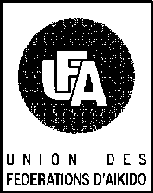 UFA
UNION DES
FEDERATIONS D'AIKIDO